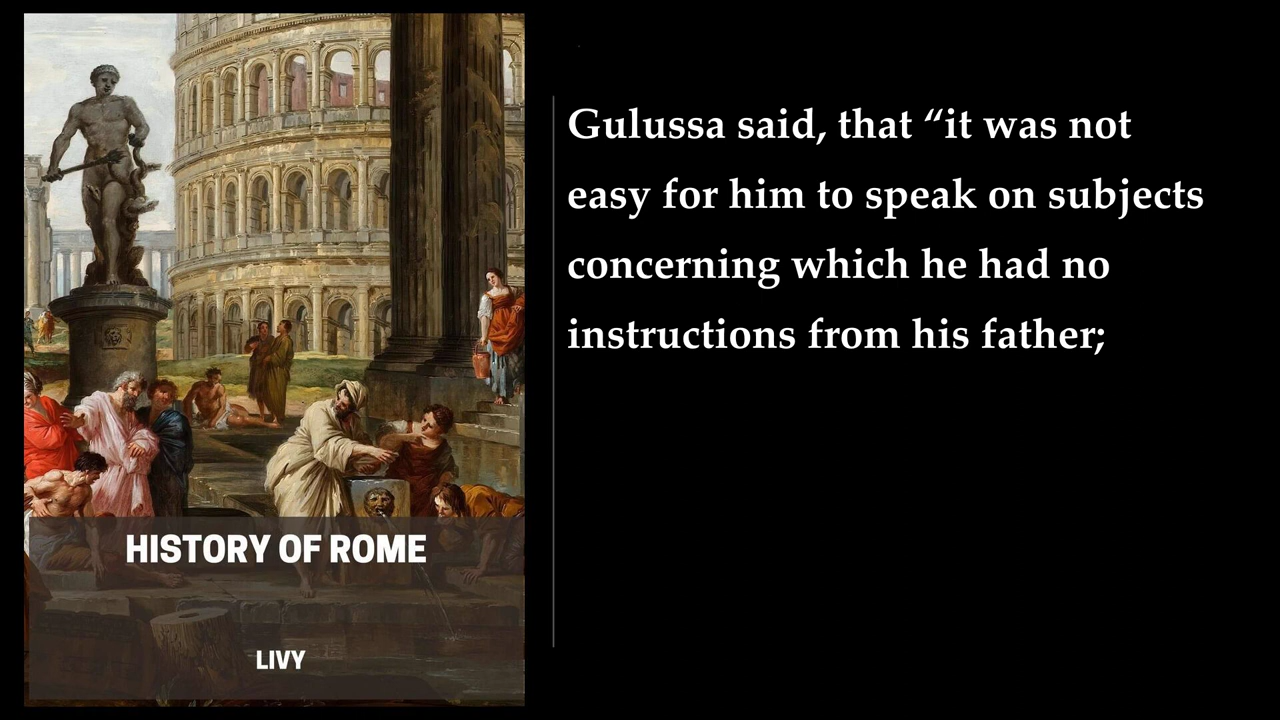 Gulussa said, that “it was not
easy for him to speak on subjects
concerning which he had no
instructions from his father;
HISTORY OF ROME
LIVY